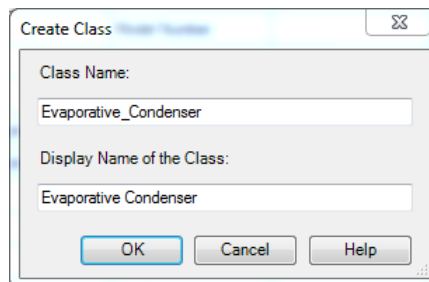 Create Class
Class Name:
Evaporative_Condenser
Display Name of the Class:
Evaporative Condenser
OK Cancel Help